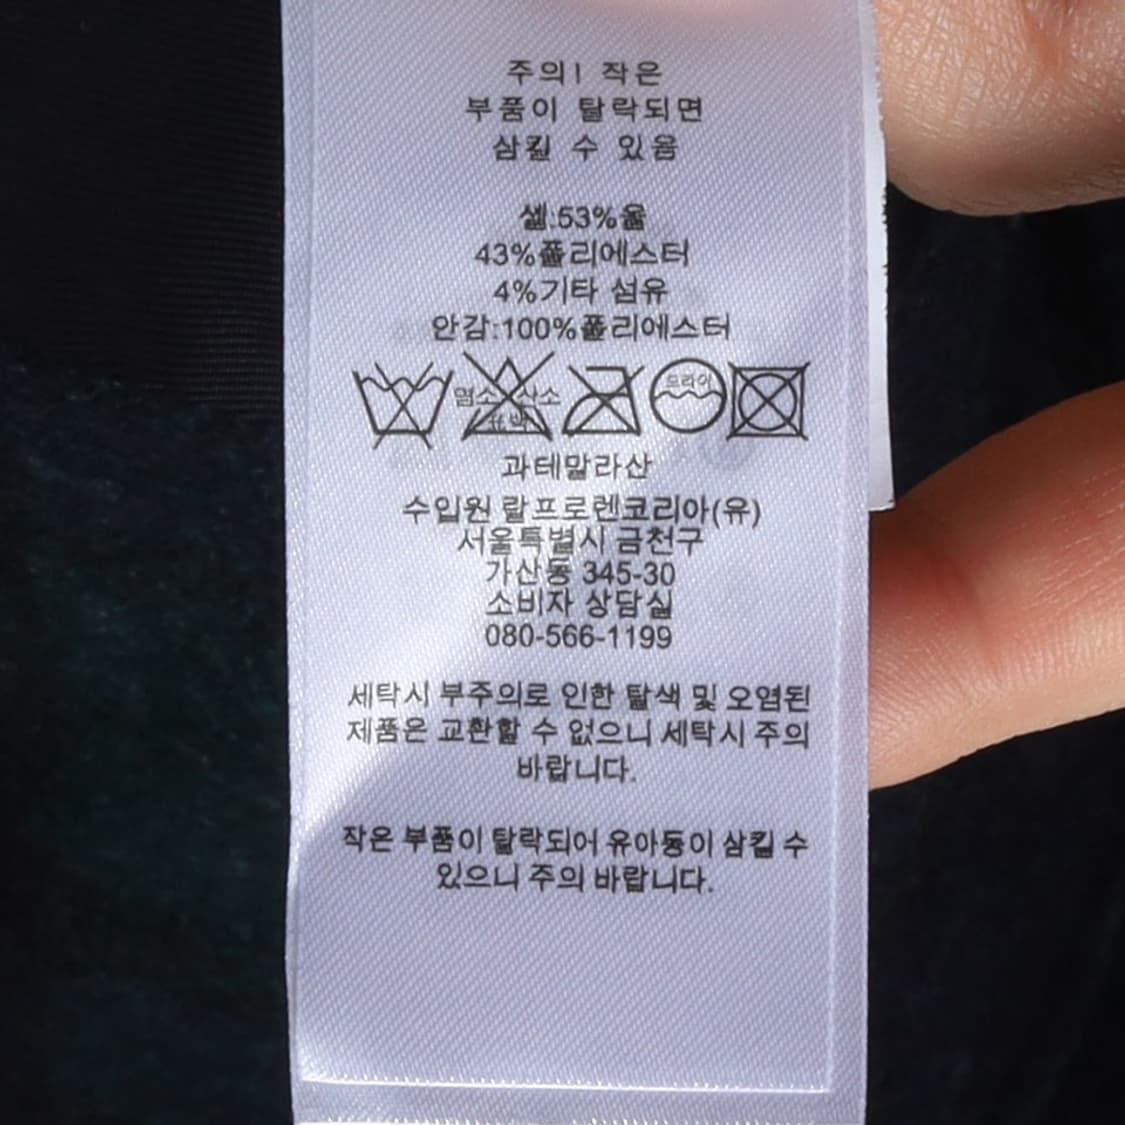 주의! 작은
부품이 탈락되면
삼킬 수 있음
셸:53%울
43%폴리에스터
4%기타 섬유
안감:100%폴리에스터
염소 산소
표백
드라이
과테말라산
수입원 랄프로렌코리아(유)
서울특별시 금천구
가산동 345-30
소비자 상담실
080-566-1199
세탁시 부주의로 인한 탈색 및 오염된
제품은 교환할 수 없으니 세탁시 주의
바랍니다.
작은 부품이 탈락되어 유아동이 삼킬 수
있으니 주의 바랍니다.